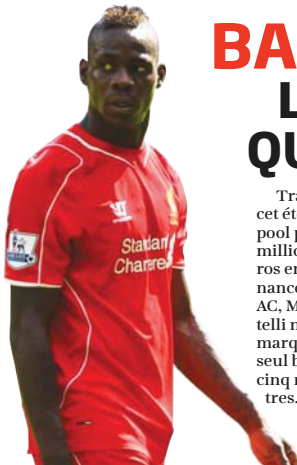 BA
L
QU
Tra
cet ét
pool p
millio
ros en
nance
AC, M
telli n
marq
seul b
cinq r
tres.
Standard
Chartered